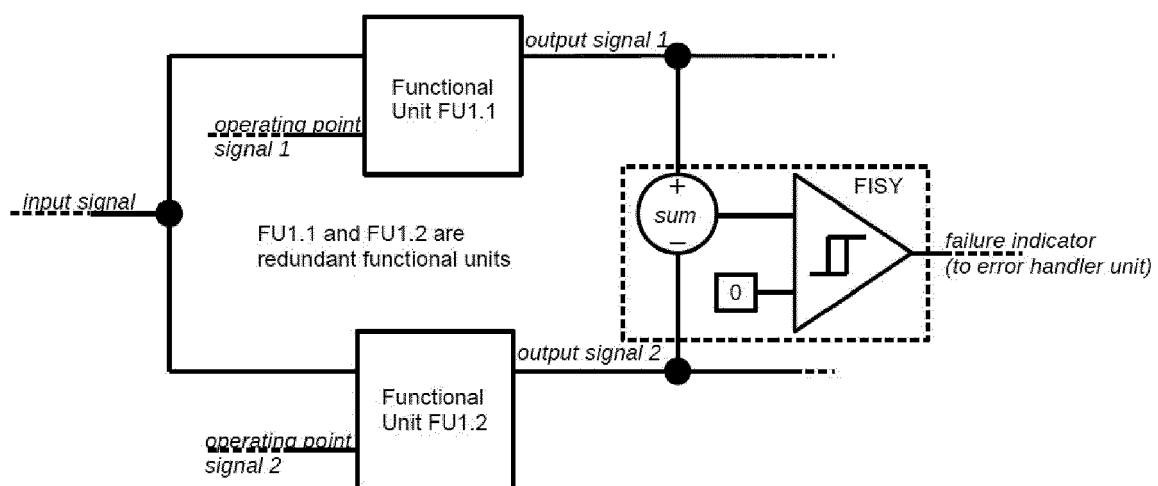 output signal 1
Functional
Unit FU1.1
operating point
signal 1
input signal
FU1.1 and FU1.2 are
redundant functional units
FISY
+
sum
−
0
failure indicator
(to error handler unit)
output signal 2
Functional
Unit FU1.2
operating point
signal 2